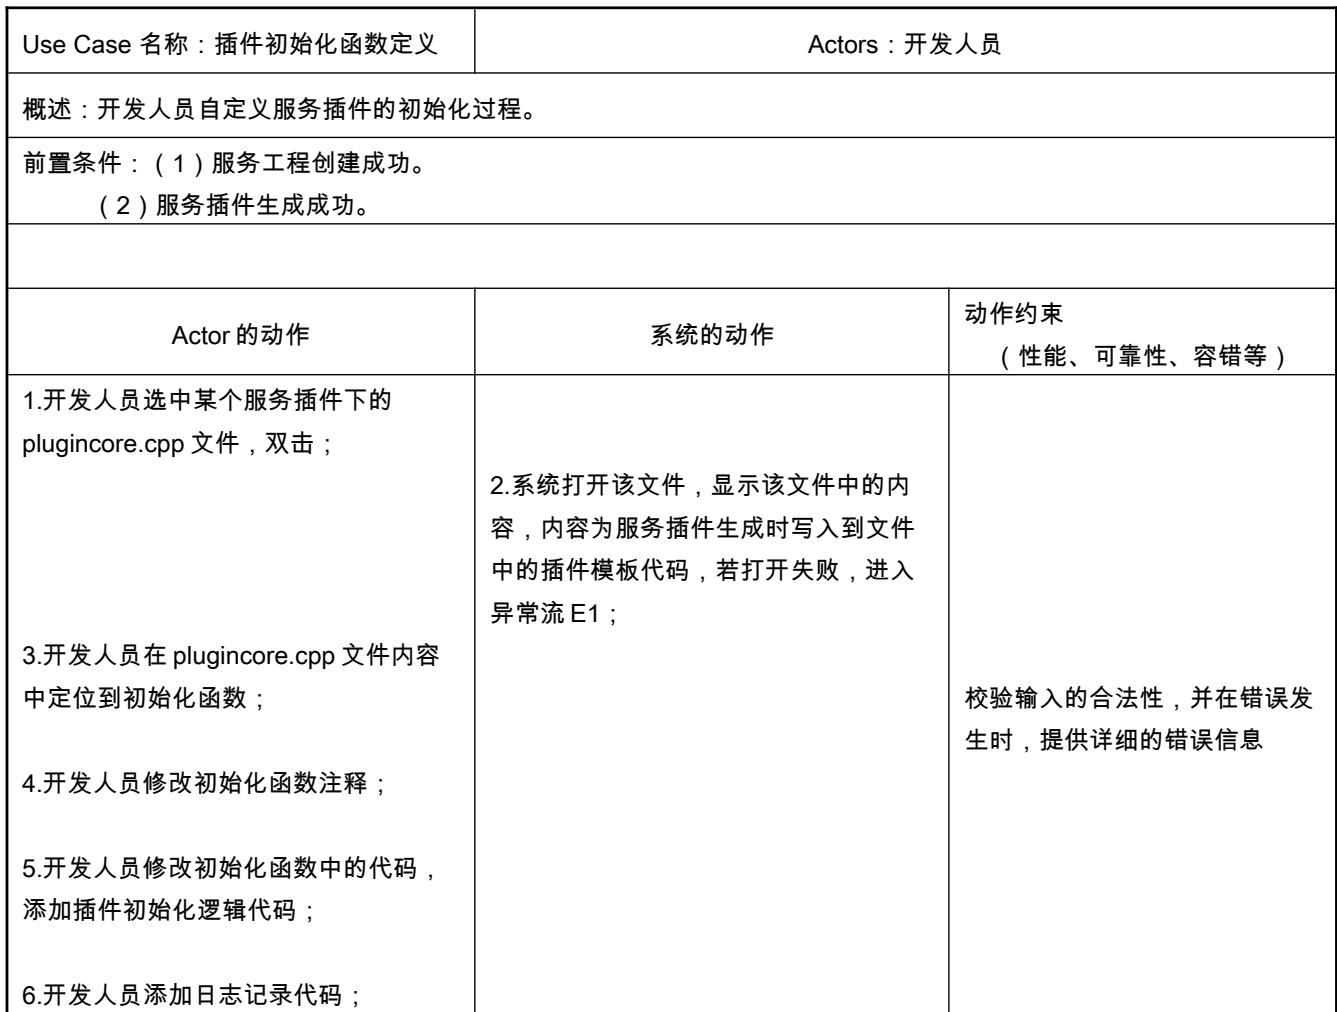 Use Case 名称：插件初始化函数定义
Actors：开发人员
概述：开发人员自定义服务插件的初始化过程。
前置条件：（1）服务工程创建成功。
（2）服务插件生成成功。
Actor 的动作
系统的动作
动作约束
（性能、可靠性、容错等）
1.开发人员选中某个服务插件下的
plugincore.cpp 文件，双击；
2.系统打开该文件，显示该文件中的内
容，内容为服务插件生成时写入到文件
中的插件模板代码，若打开失败，进入
异常流 E1；
3.开发人员在 plugincore.cpp 文件内容
中定位到初始化函数；
校验输入的合法性，并在错误发
生时，提供详细的错误信息
4.开发人员修改初始化函数注释；
5.开发人员修改初始化函数中的代码，
添加插件初始化逻辑代码；
6.开发人员添加日志记录代码；